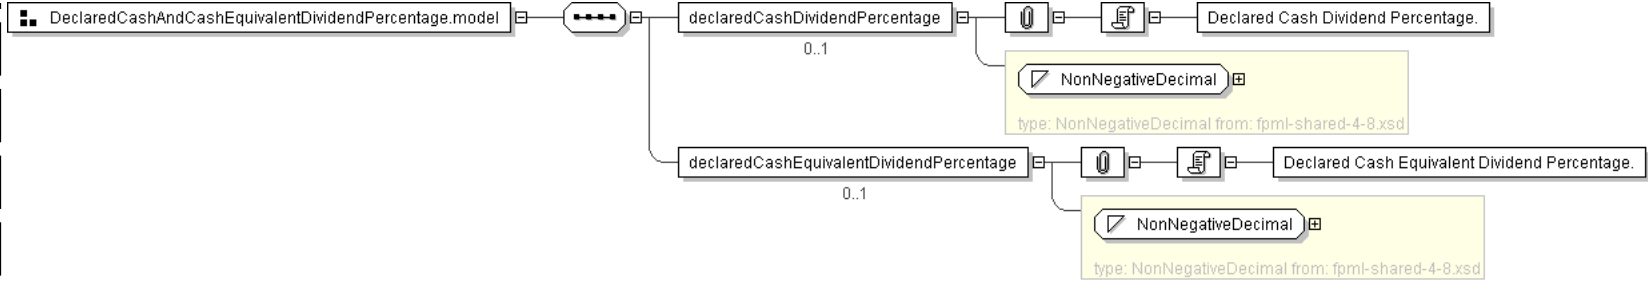 DeclaredCashAndCashEquivalentDividendPercentage.model
declaredCashDividendPercentage
Declared Cash Dividend Percentage.
0..1
NonNegativeDecimal
type: NonNegativeDecimal from: fpml-shared-4-8.xsd
declaredCashEquivalentDividendPercentage
Declared Cash Equivalent Dividend Percentage.
0..1
NonNegativeDecimal
type: NonNegativeDecimal from: fpml-shared-4-8.xsd